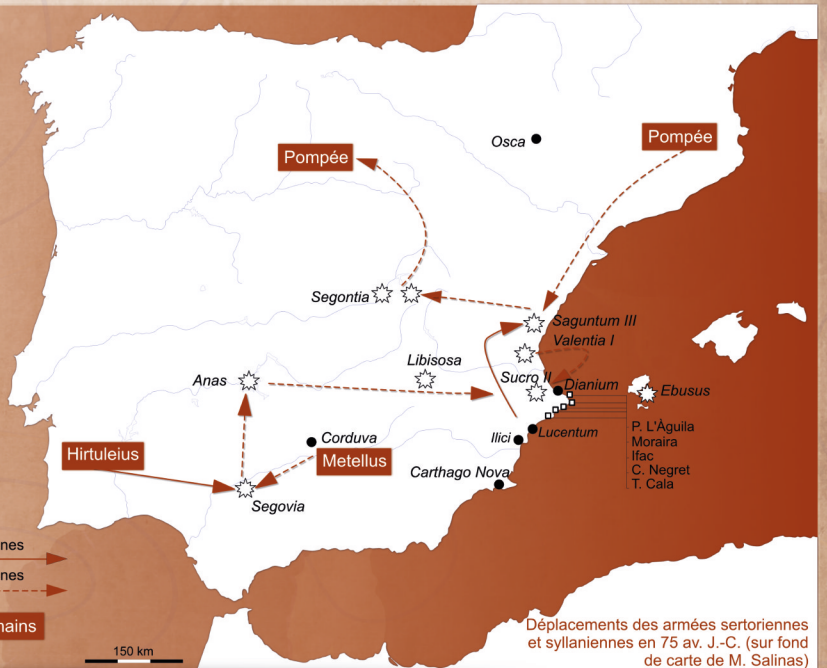 Osca
Pompée
Pompée
Segontia
Saguntum III
Valentia I
Libisosa
Anas
Sucro II
Dianium
Ebusus
P. L'Àguila
Moraira
Ifac
C. Negret
T. Cala
Lucentum
Ilici
Corduva
Hirtuleius
Metellus
Carthago Nova
Segovia
nes
nes
mains
150 km
Déplacements des armées sertoriennes
et syllaniennes en 75 av. J.-C. (sur fond
de carte de M. Salinas)